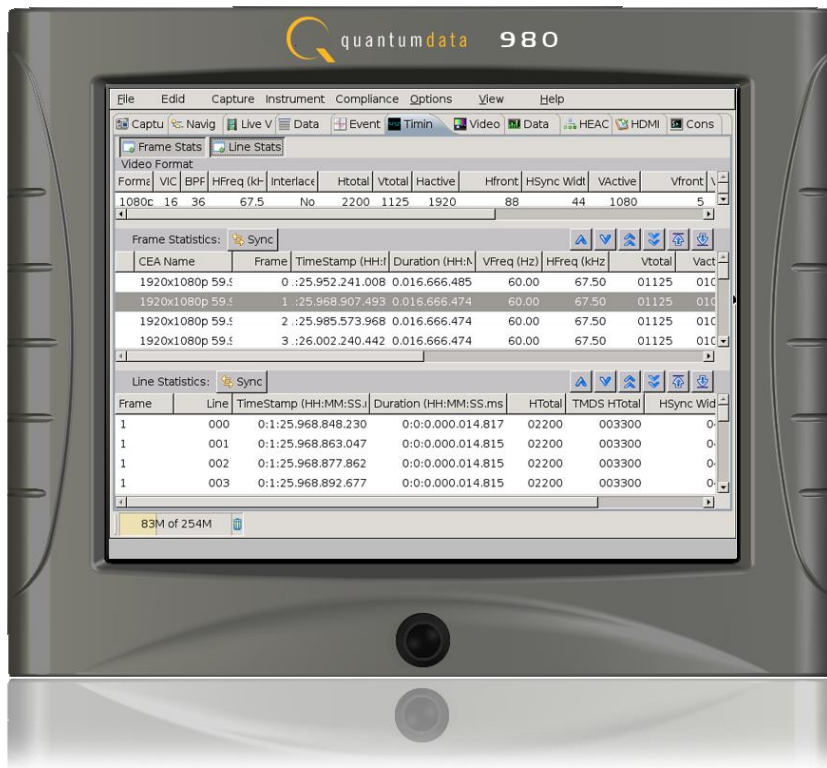 quantumdata 980
File Edid Capture Instrument Compliance Options View Help
Captu Navig Live V Data Event Timin Video Data HEAC HDMI Cons
Frame Stats Line Stats
Video Format
Forma VIC BPF HFreq (kH Interlace Htotal Vtotal Hactive Hfront HSync Widt VActive Vfront
1080p 16 36 67.5 No 2200 1125 1920 88 44 1080 5
Frame Statistics: Sync
CEA Name Frame TimeStamp (HH:M Duration (HH:M VFreq (Hz) HFreq (kHz Vtotal Vact
1920x1080p 59.9 0 .:25.952.241.008 0.016.666.485 60.00 67.50 01125 010
1920x1080p 59.9 1 .:25.968.907.493 0.016.666.474 60.00 67.50 01125 010
1920x1080p 59.9 2 .:25.985.573.968 0.016.666.474 60.00 67.50 01125 010
1920x1080p 59.9 3 .:26.002.240.442 0.016.666.474 60.00 67.50 01125 010
Line Statistics: Sync
Frame Line TimeStamp (HH:MM:SS.r Duration (HH:MM:SS.ms HTotal TMDS HTotal HSync Wid
1 000 0:1:25.968.848.230 0:0:0.000.014.817 02200 003300 0
1 001 0:1:25.968.863.047 0:0:0.000.014.815 02200 003300 0
1 002 0:1:25.968.877.862 0:0:0.000.014.815 02200 003300 0
1 003 0:1:25.968.892.677 0:0:0.000.014.815 02200 003300 0
83M of 254M